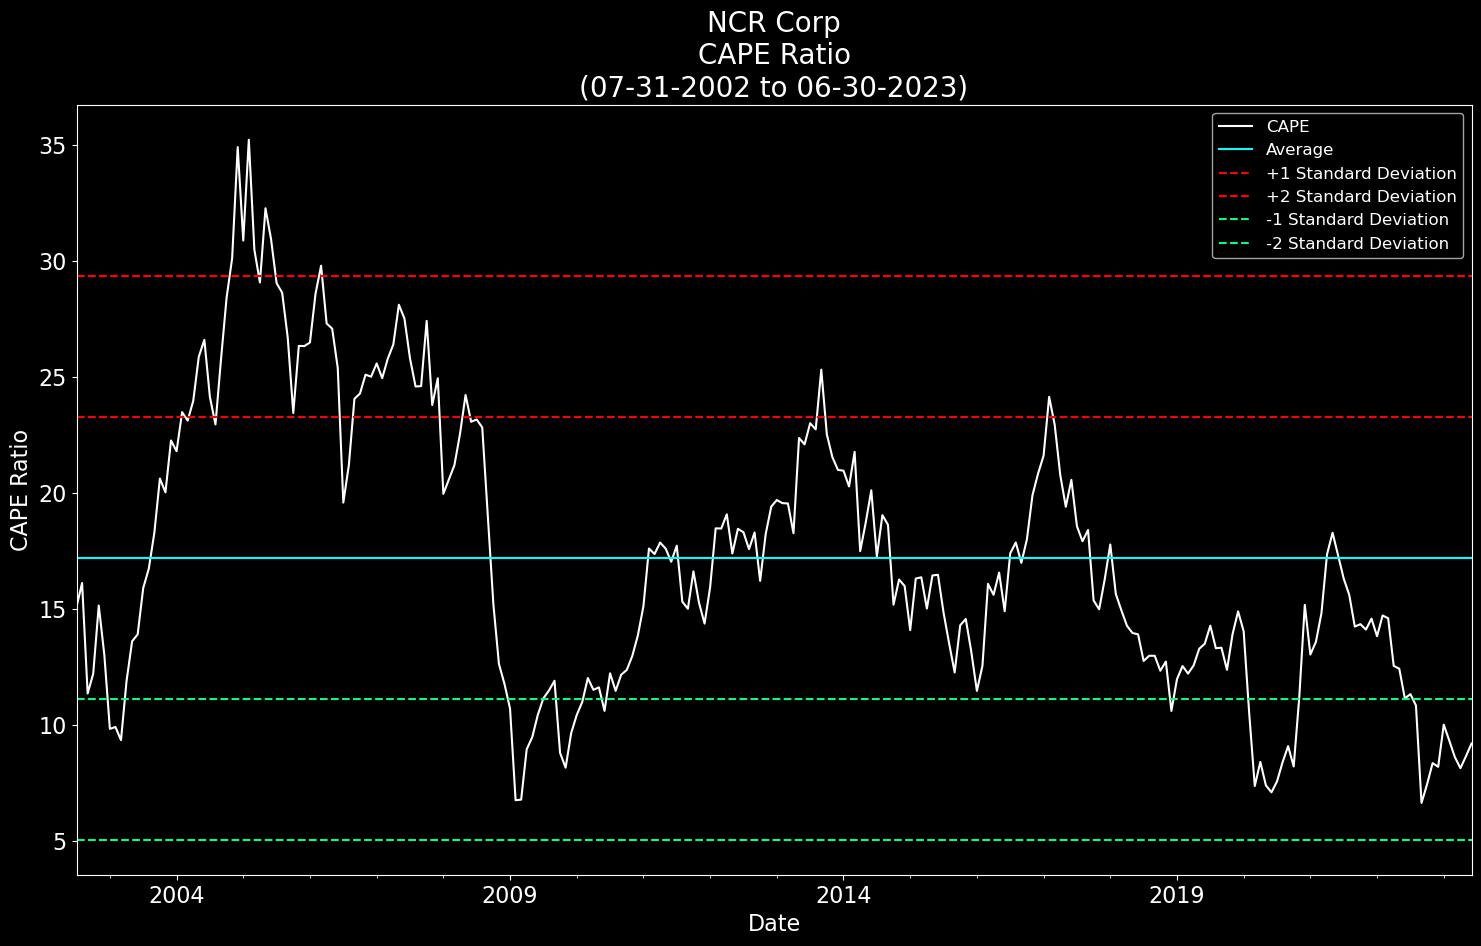 NCR Corp
CAPE Ratio
(07-31-2002 to 06-30-2023)
CAPE
Average
+1 Standard Deviation
+2 Standard Deviation
-1 Standard Deviation
-2 Standard Deviation
CAPE Ratio
35
30
25
20
15
10
5
2004 2009 2014 2019
Date